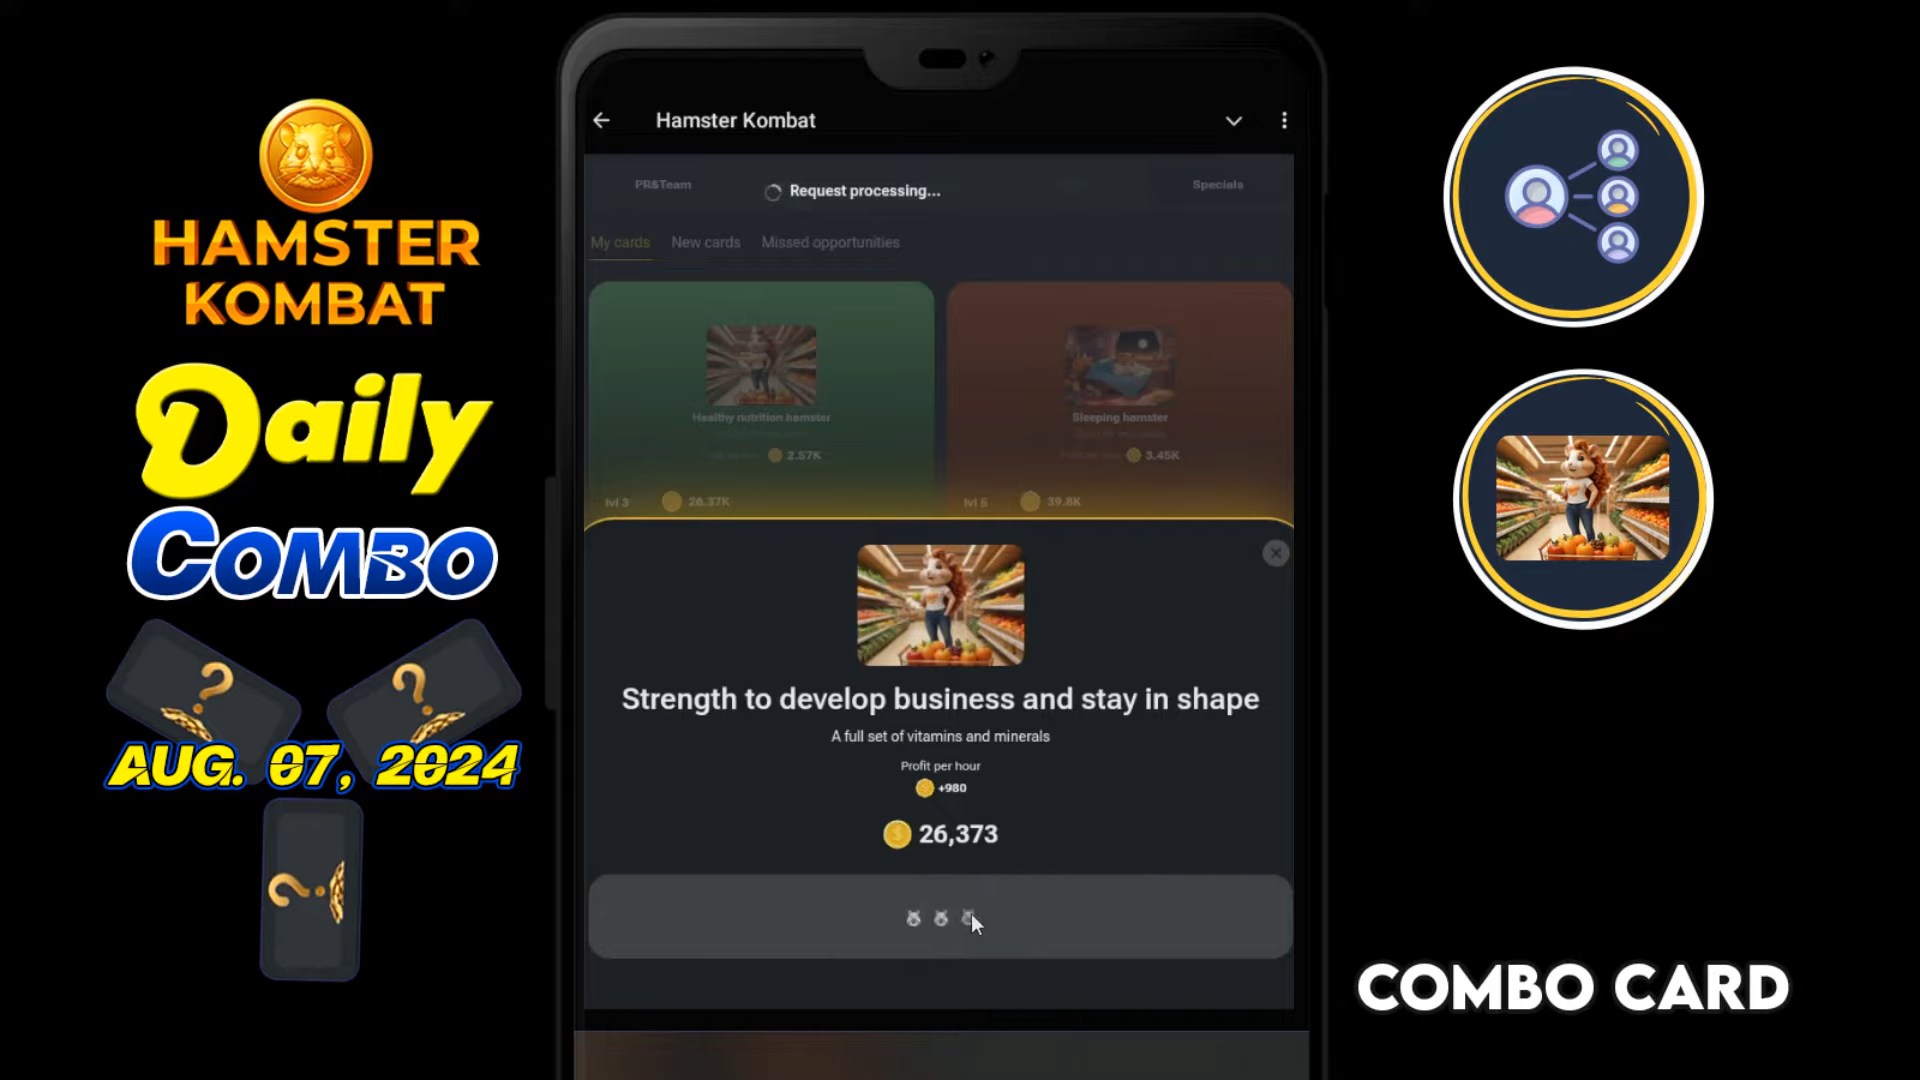 HAMSTER
KOMBAT
Daily
COMBO
?
?
AUG. 07, 2024
?
Hamster Kombat
PR&Team
Request processing...
Specials
My cards
New cards
Missed opportunities
Healthy nutrition hamster
2.57K
lvl 3
26.37K
Sleeping hamster
3.45K
lvl 5
39.8K
Strength to develop business and stay in shape
A full set of vitamins and minerals
Profit per hour
+980
26,373
COMBO CARD